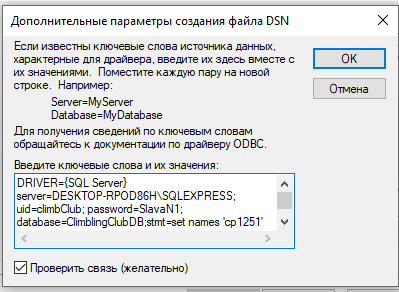 Дополнительные параметры создания файла DSN
Если известны ключевые слова источника данных,
характерные для драйвера, введите их здесь вместе с
их значениями. Поместите каждую пару на новой
строке. Например:
Server=MyServer
Database=MyDatabase
Для получения сведений по ключевым словам
обращайтесь к документации по драйверу ODBC.
OK
Отмена
Введите ключевые слова и их значения:
DRIVER={SQL Server}
server=DESKTOP-RPOD86H\SQLEXPRESS;
uid=climbClub; password=SlavaN1;
database=ClimblingClubDB;stmt=set names 'cp1251'
Проверить связь (желательно)